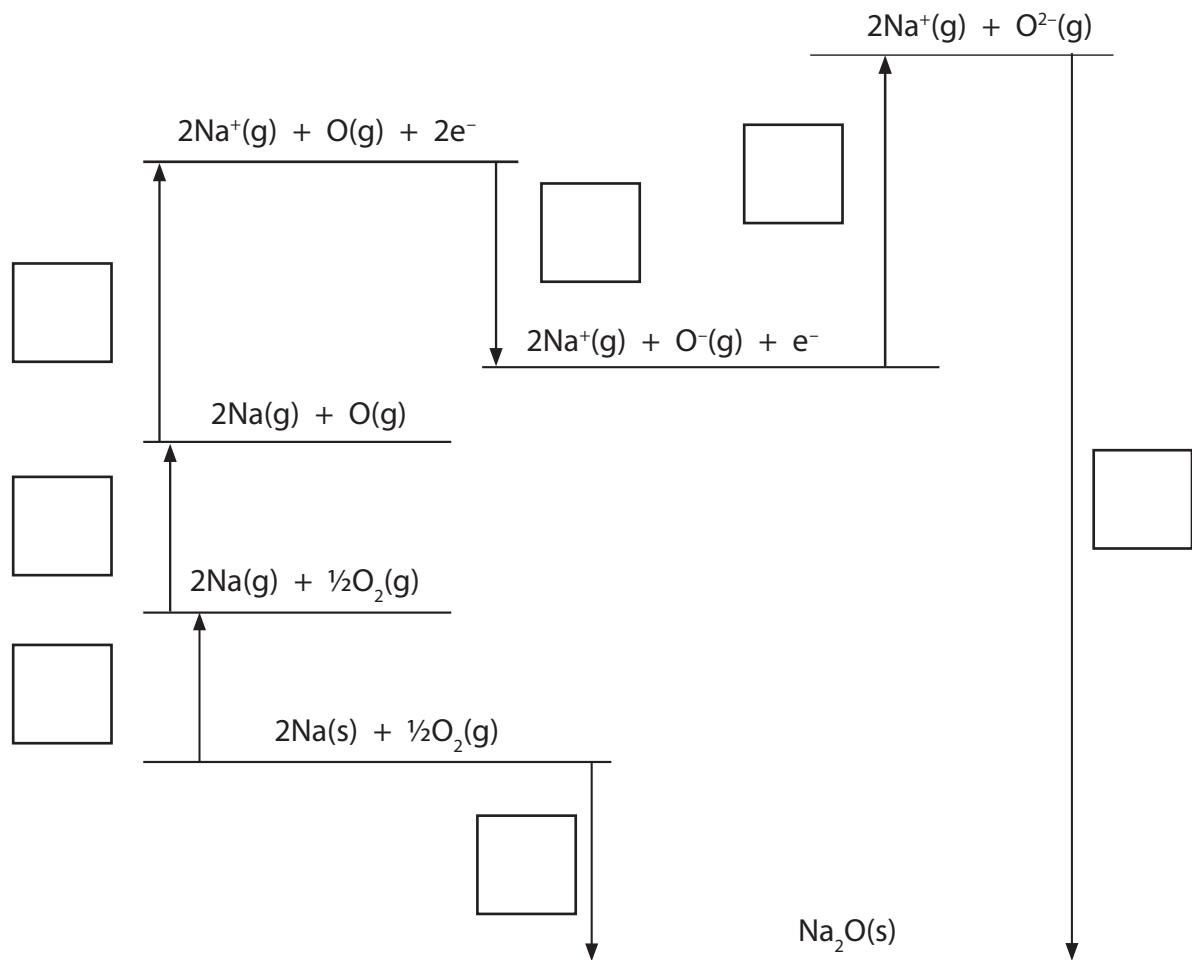 2Na⁺(g) + O²⁻(g)
2Na⁺(g) + O(g) + 2e⁻
2Na⁺(g) + O⁻(g) + e⁻
2Na(g) + O(g)
2Na(g) + ½O₂(g)
2Na(s) + ½O₂(g)
Na₂O(s)